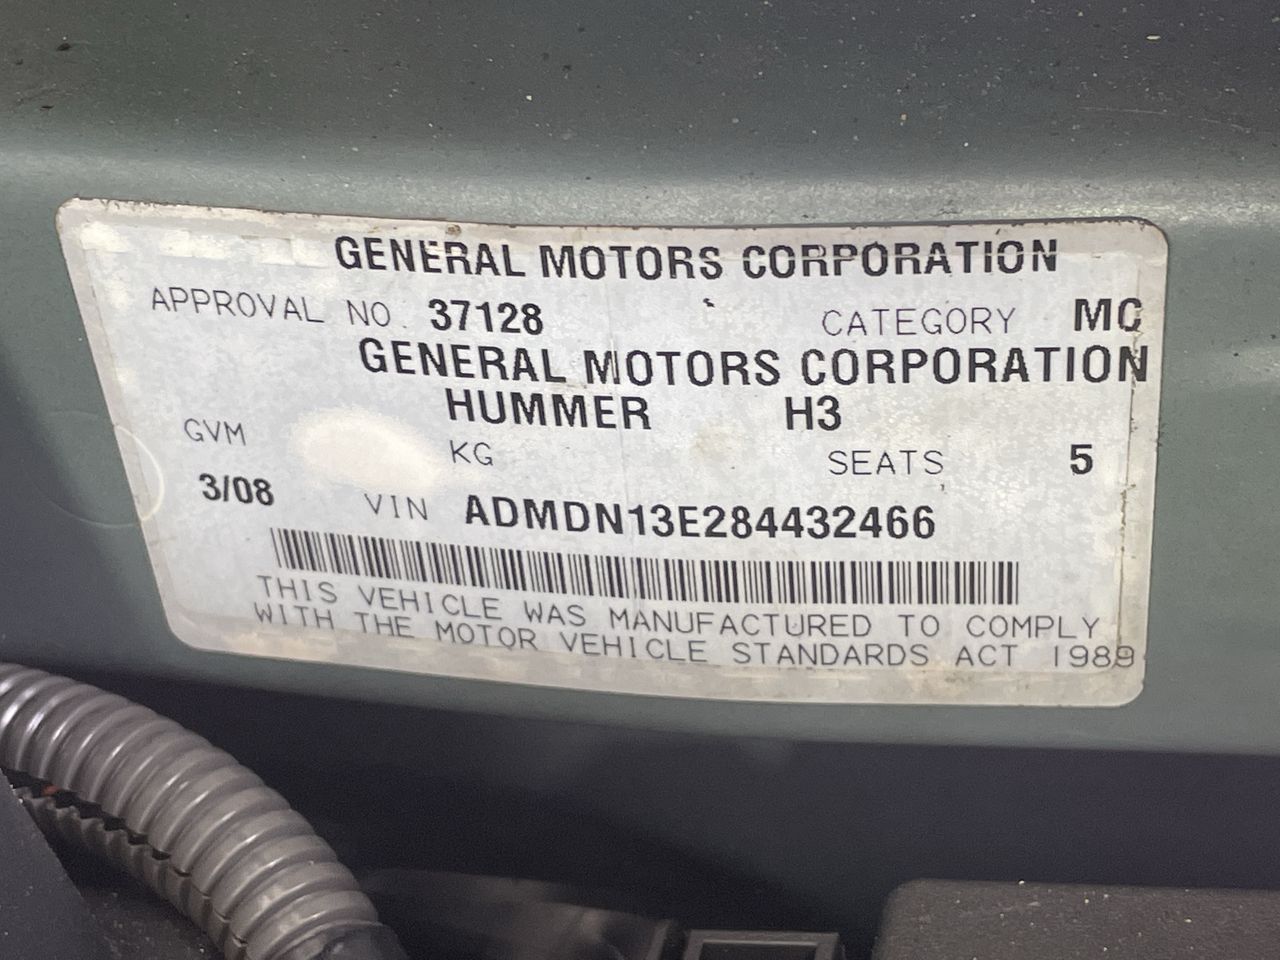 GENERAL MOTORS CORPORATION
APPROVAL NO. 37128 CATEGORY MC
GENERAL MOTORS CORPORATION
HUMMER H3
GVM KG SEATS 5
3/08 VIN ADMDN13E284432466
THIS VEHICLE WAS MANUFACTURED TO COMPLY
WITH THE MOTOR VEHICLE STANDARDS ACT 1989